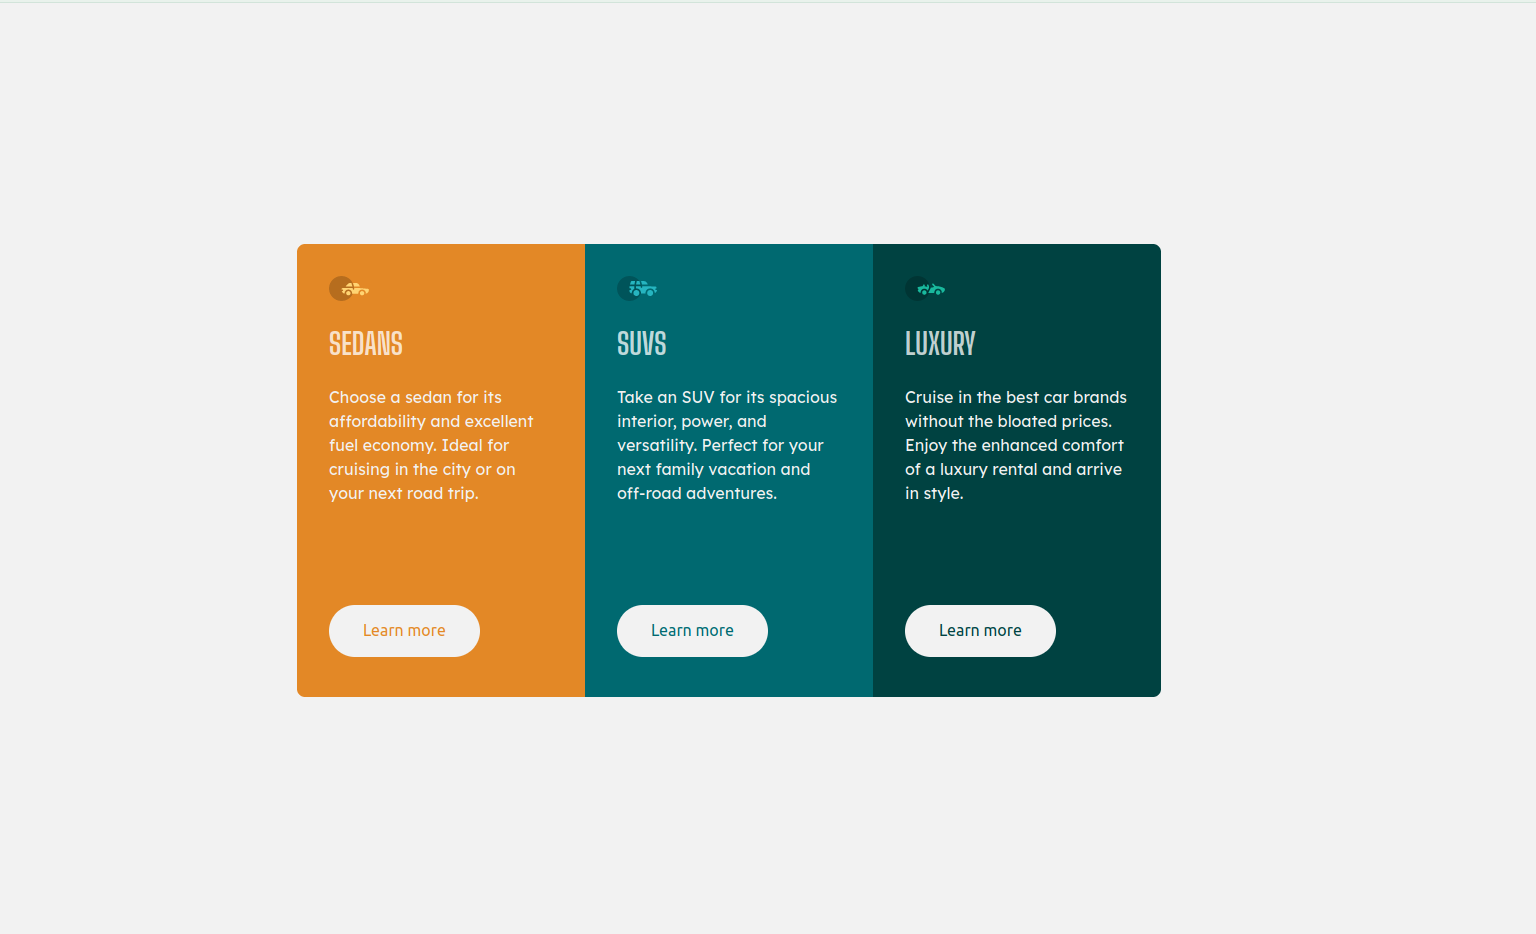 SEDANS
Choose a sedan for its
affordability and excellent
fuel economy. Ideal for
cruising in the city or on
your next road trip.
Learn more
SUVS
Take an SUV for its spacious
interior, power, and
versatility. Perfect for your
next family vacation and
off-road adventures.
Learn more
LUXURY
Cruise in the best car brands
without the bloated prices.
Enjoy the enhanced comfort
of a luxury rental and arrive
in style.
Learn more